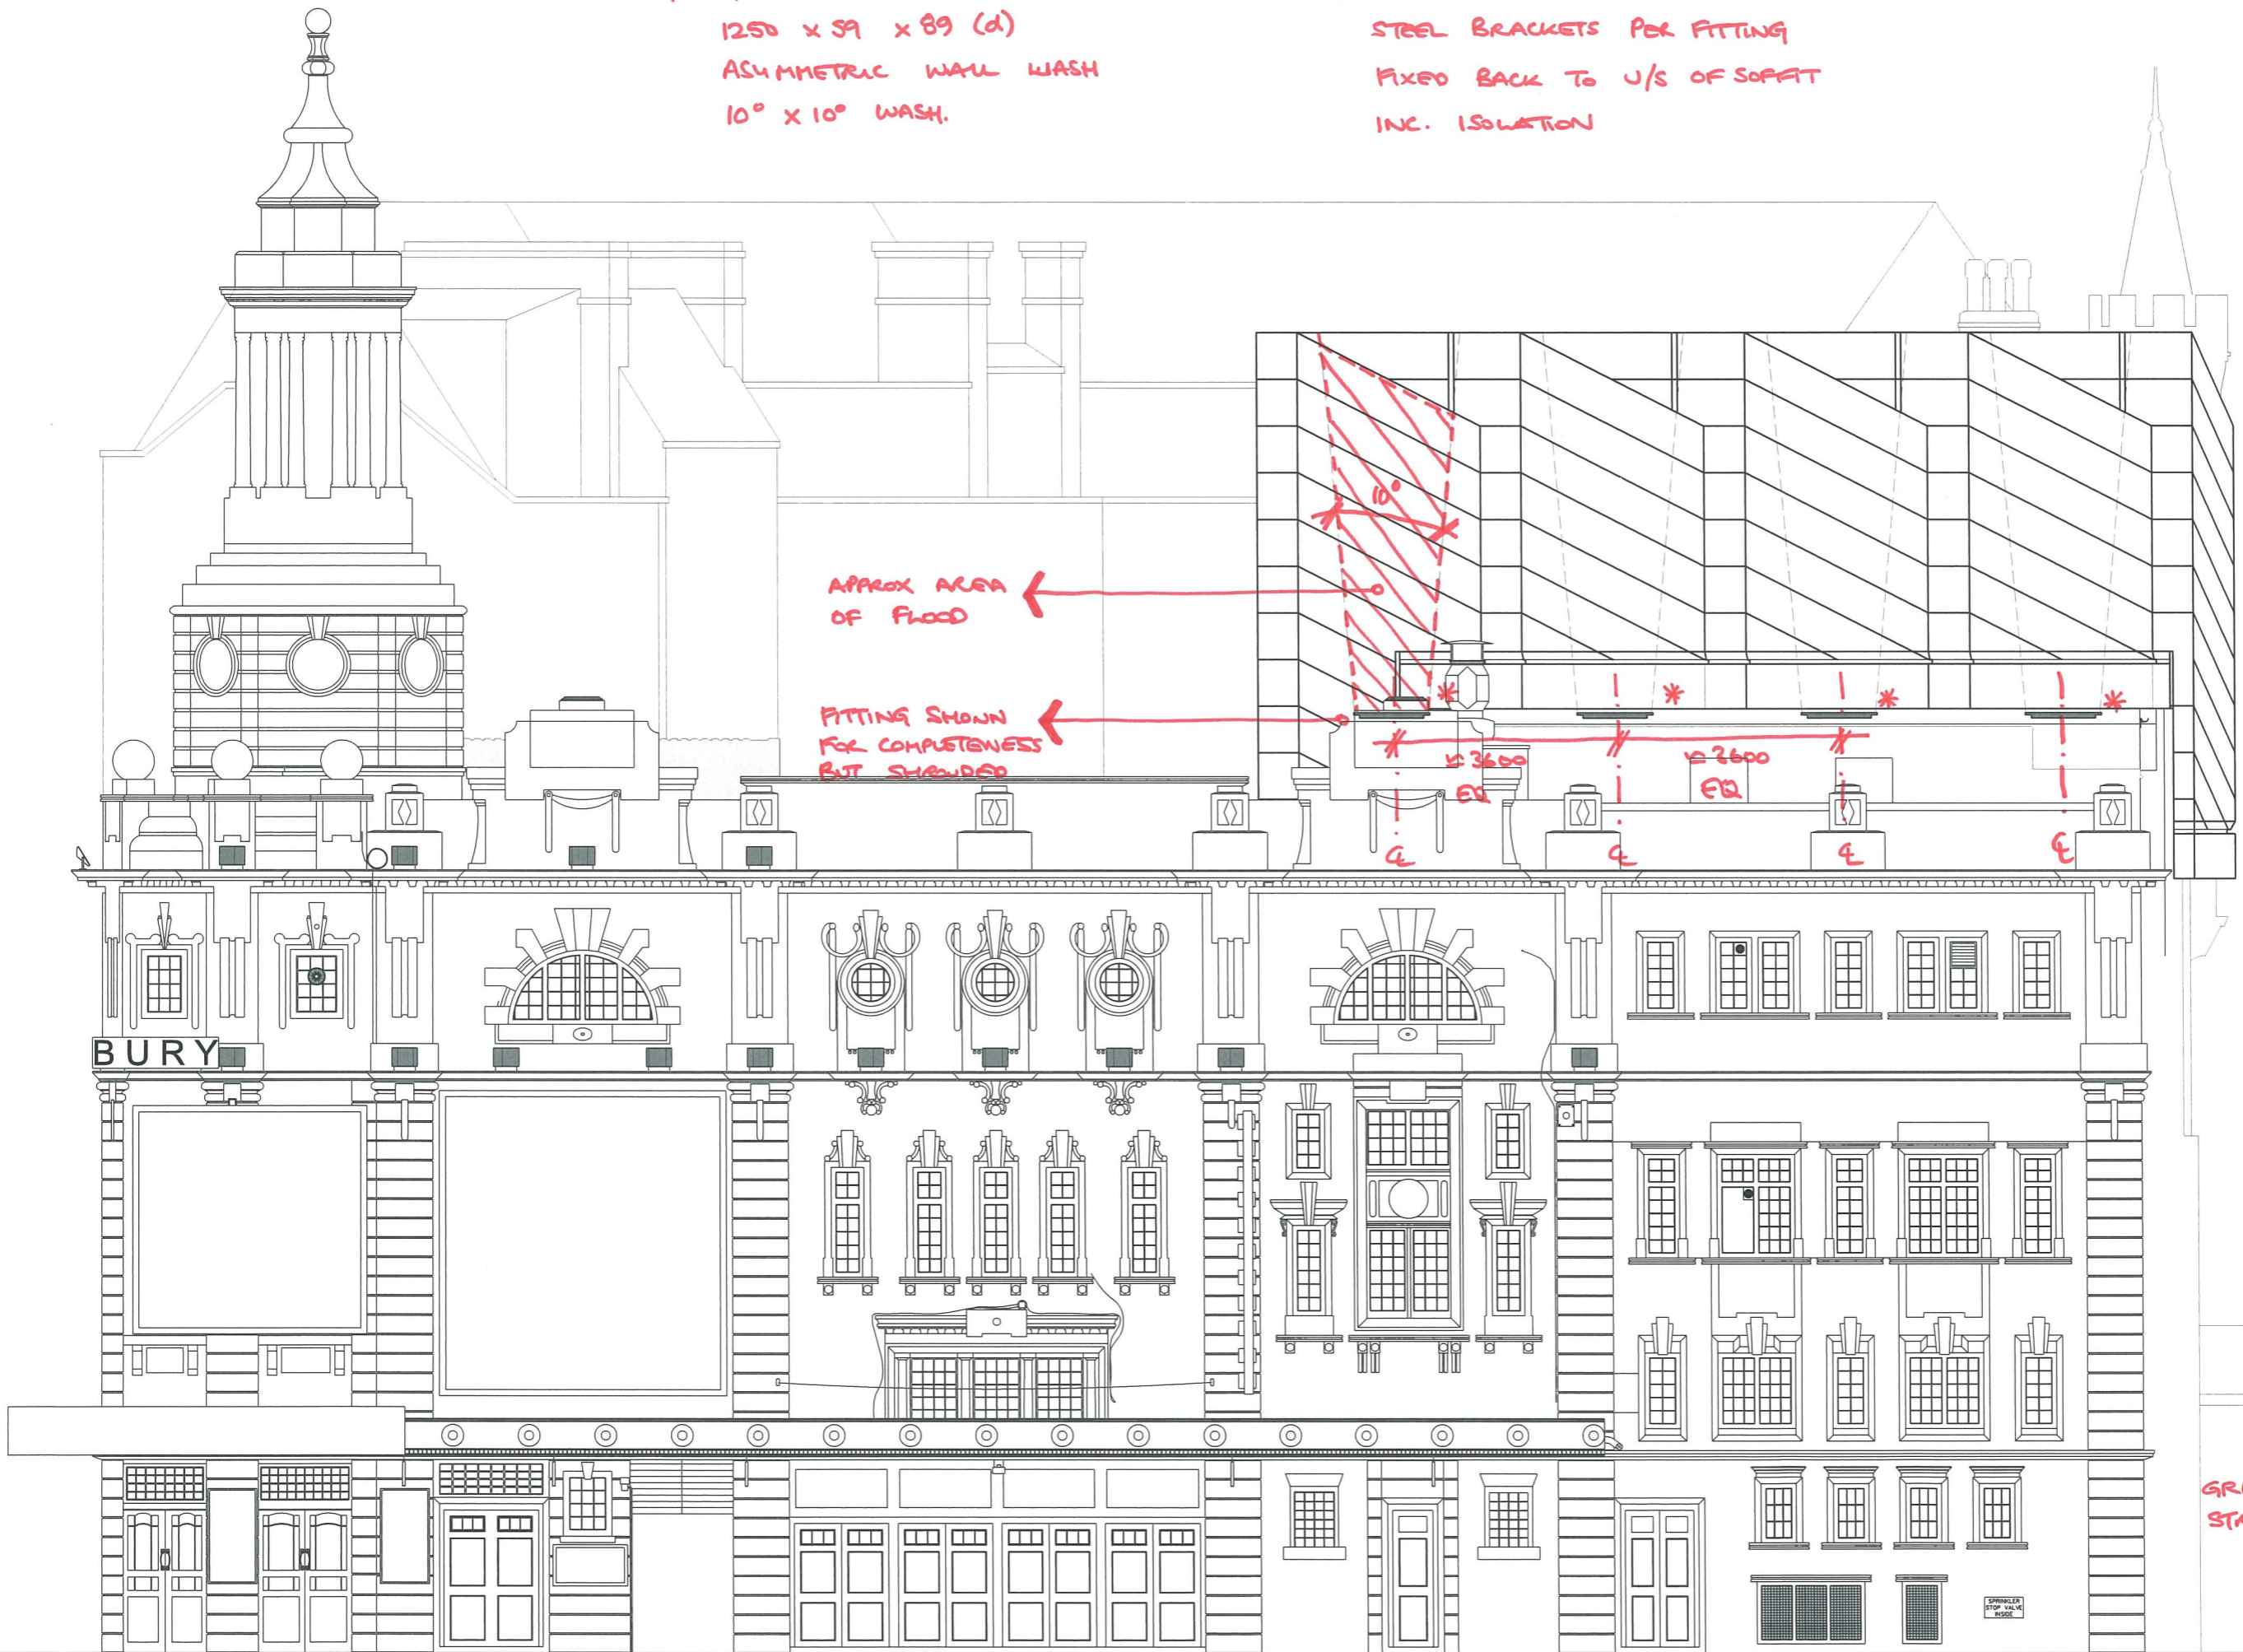 1250 x 59 x 89 (d)
ASYMMETRIC WALL WASH
10° x 10° WASH.
STEEL BRACKETS PER FITTING
FIXED BACK TO U/S OF SOFFIT
INC. ISOLATION
10°
APPROX AREA
OF FLOOD
FITTING SHOWN
FOR COMPLETENESS
BUT SHROUDED
* * * *
≏ 3600
EQ
≏ 3600
EQ
℄ ℄ ℄ ℄
BURY
SPRINKLER
STOP VALVE
INSIDE